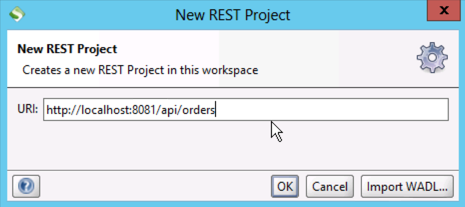 New REST Project
New REST Project
Creates a new REST Project in this workspace
URI: http://localhost:8081/api/orders
OK Cancel Import WADL...